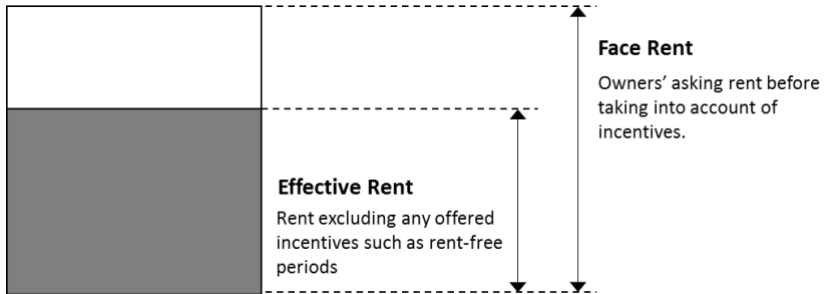 Face Rent
Owners' asking rent before
taking into account of
incentives.
Effective Rent
Rent excluding any offered
incentives such as rent-free
periods